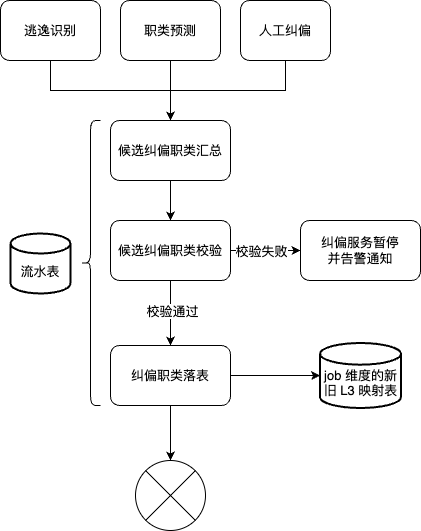 逃逸识别
职类预测
人工纠偏
候选纠偏职类汇总
流水表
候选纠偏职类校验
校验失败
纠偏服务暂停
并告警通知
校验通过
纠偏职类落表
job 维度的新
旧 L3 映射表